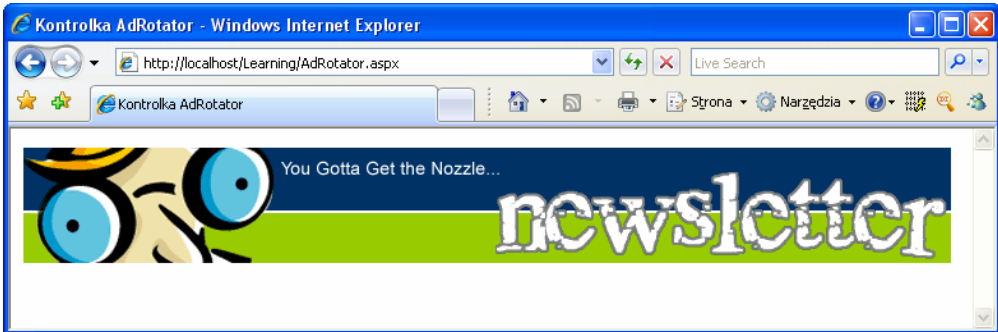 Kontrolka AdRotator - Windows Internet Explorer
http://localhost/Learning/AdRotator.aspx
Live Search
Kontrolka AdRotator
Strona
Narzędzia
You Gotta Get the Nozzle...
newsletter